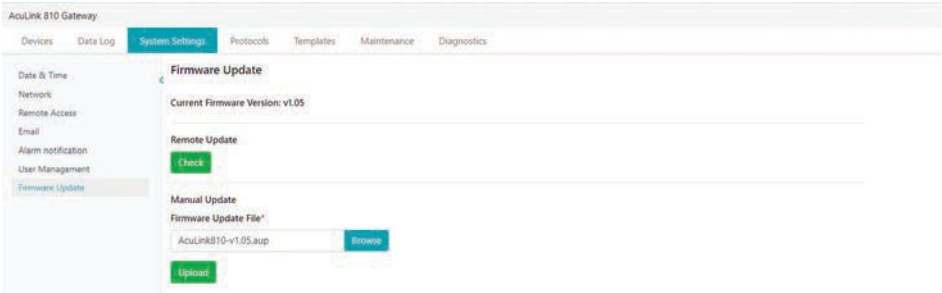 AcuLink 810 Gateway
Devices Data Log System Settings Protocols Templates Maintenance Diagnostics
Date & Time
Network
Remote Access
Email
Alarm notification
User Management
Firmware Update
Firmware Update
Current Firmware Version: v1.05
Remote Update
Check
Manual Update
Firmware Update File*
AcuLink810-v1.05.aup Browse
Upload